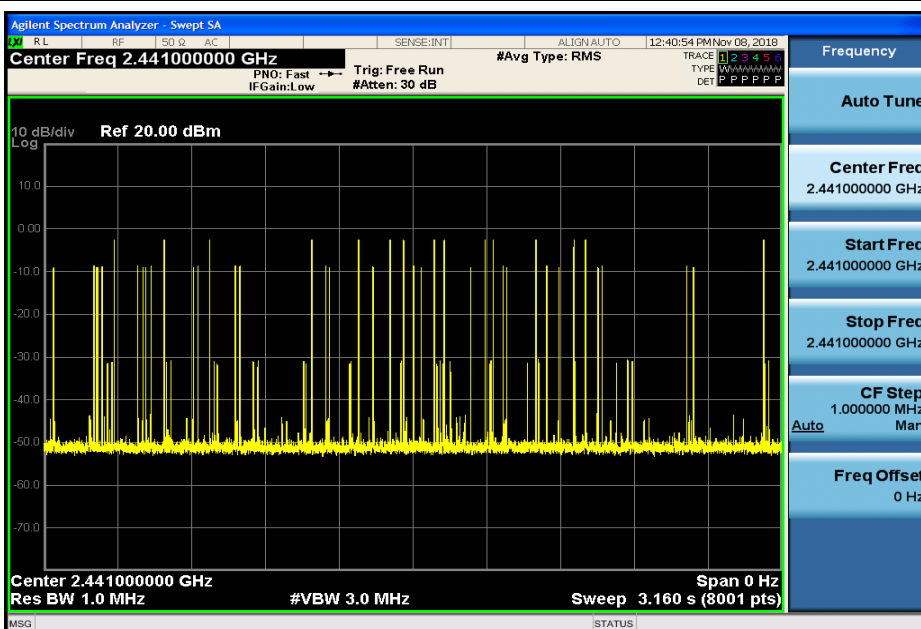 Agilent Spectrum Analyzer - Swept SA
LXI RL RF 50 Ω AC SENSE:INT ALIGN AUTO 12:40:54 PM Nov 08, 2018
Center Freq 2.441000000 GHz
PNO: Fast
IFGain:Low
Trig: Free Run
#Atten: 30 dB
#Avg Type: RMS
TRACE 1 2 3 4 5 6
TYPE WWWWWW
DET P P P P P P
10 dB/div Ref 20.00 dBm
Log
10.0
0.00
-10.0
-20.0
-30.0
-40.0
-50.0
-60.0
-70.0
Center 2.441000000 GHz Span 0 Hz
Res BW 1.0 MHz #VBW 3.0 MHz Sweep 3.160 s (8001 pts)
MSG STATUS
Frequency
Auto Tune
Center Freq
2.441000000 GHz
Start Freq
2.441000000 GHz
Stop Freq
2.441000000 GHz
CF Step
1.000000 MHz
Auto Man
Freq Offset
0 Hz